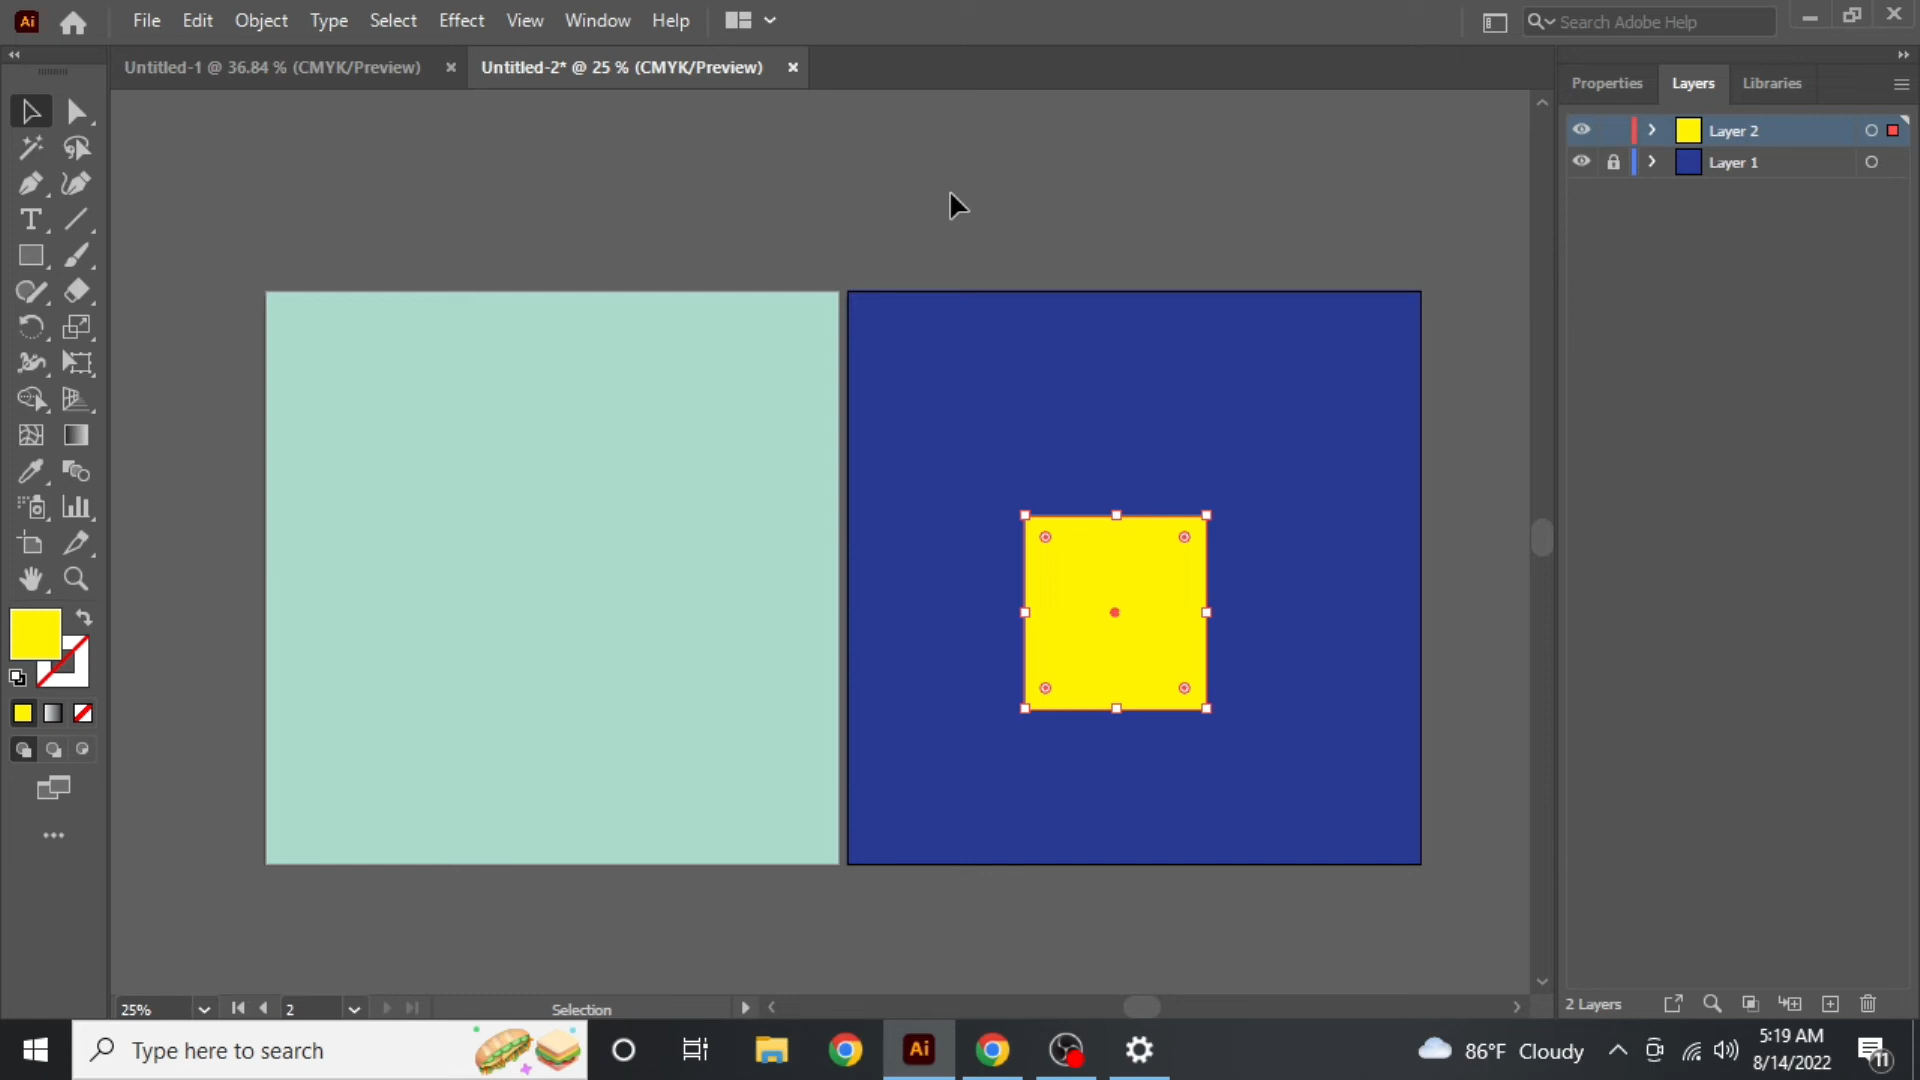 Ai File Edit Object Type Select Effect View Window Help Search Adobe Help
Untitled-1 @ 36.84 % (CMYK/Preview) Untitled-2* @ 25 % (CMYK/Preview)
Properties Layers Libraries
Layer 2
Layer 1
25% 2 Selection
2 Layers
Type here to search
Ai
86°F Cloudy
5:19 AM
8/14/2022
11